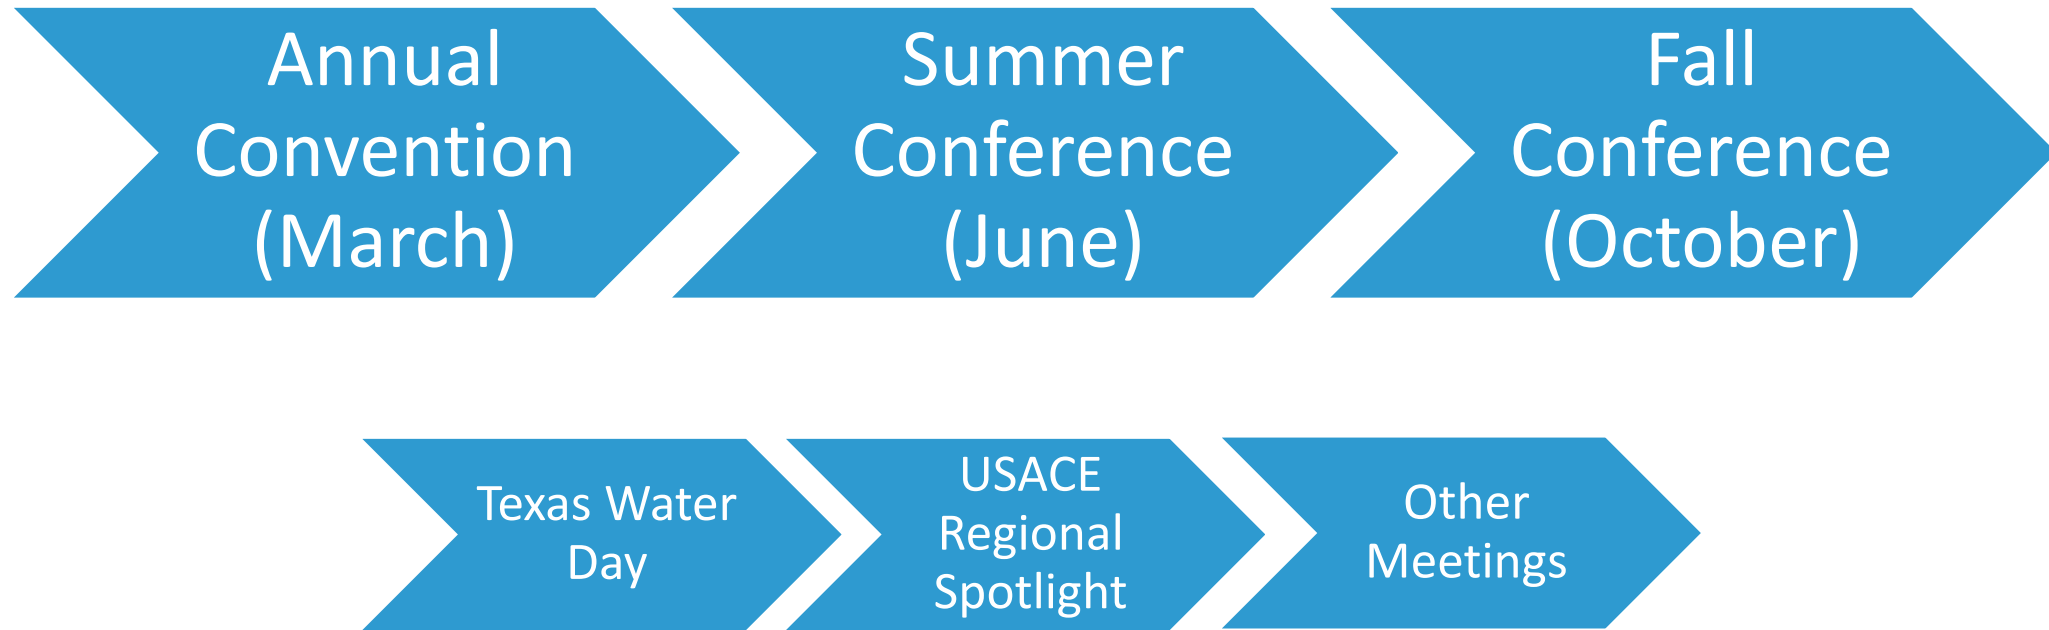 Annual
Convention
(March)
Summer
Conference
(June)
Fall
Conference
(October)
Texas Water
Day
USACE
Regional
Spotlight
Other
Meetings